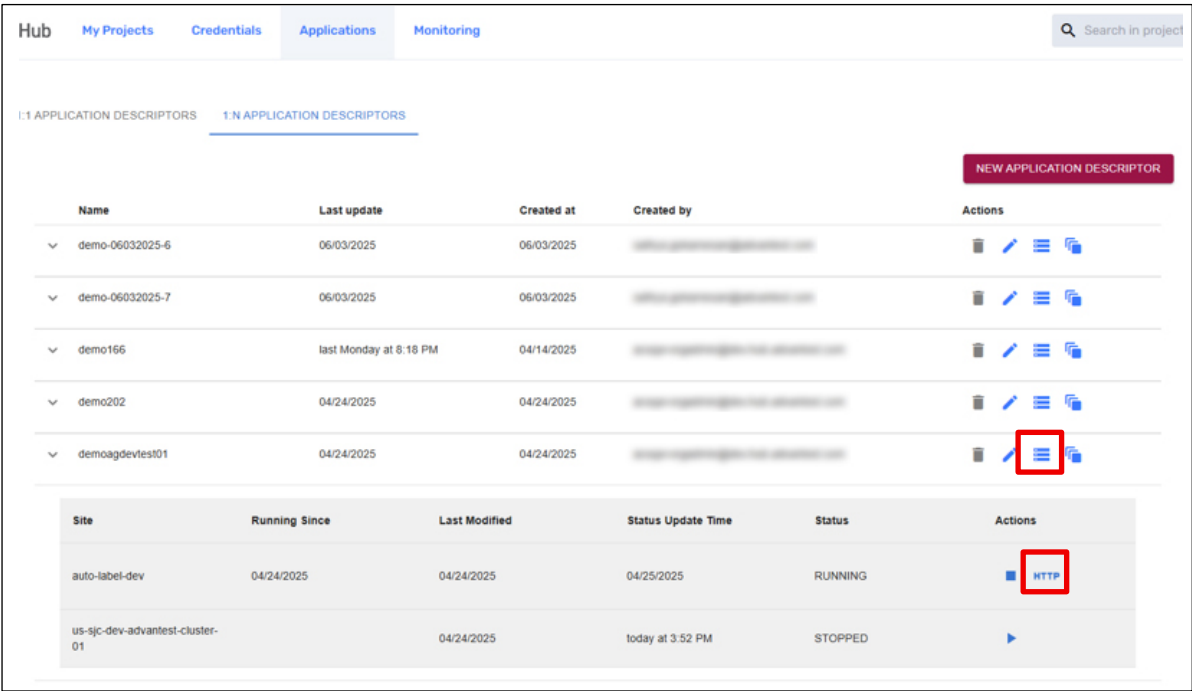 Hub My Projects Credentials Applications Monitoring Search in project
1:1 APPLICATION DESCRIPTORS 1:N APPLICATION DESCRIPTORS
NEW APPLICATION DESCRIPTOR
Name Last update Created at Created by Actions
demo-06032025-6 06/03/2025 06/03/2025
demo-06032025-7 06/03/2025 06/03/2025
demo166 last Monday at 8:18 PM 04/14/2025
demo202 04/24/2025 04/24/2025
demoagdevtest01 04/24/2025 04/24/2025
Site Running Since Last Modified Status Update Time Status Actions
auto-label-dev 04/24/2025 04/24/2025 04/25/2025 RUNNING HTTP
us-sjc-dev-advantest-cluster-
01 04/24/2025 today at 3:52 PM STOPPED